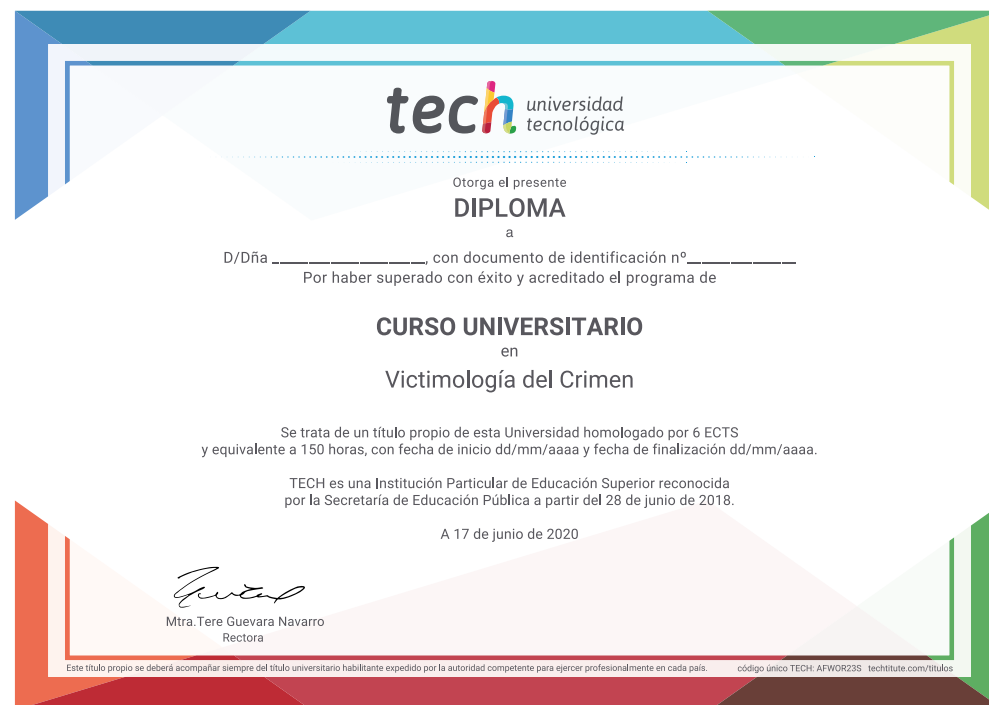 tech universidad
tecnológica
Otorga el presente
DIPLOMA
a
D/Dña ____________________, con documento de identificación nº______________
Por haber superado con éxito y acreditado el programa de
CURSO UNIVERSITARIO
en
Victimología del Crimen
Se trata de un título propio de esta Universidad homologado por 6 ECTS
y equivalente a 150 horas, con fecha de inicio dd/mm/aaaa y fecha de finalización dd/mm/aaaa.
TECH es una Institución Particular de Educación Superior reconocida
por la Secretaría de Educación Pública a partir del 28 de junio de 2018.
A 17 de junio de 2020
Mtra.Tere Guevara Navarro
Rectora
Este título propio se deberá acompañar siempre del título universitario habilitante expedido por la autoridad competente para ejercer profesionalmente en cada país. código único TECH: AFWOR23S techtitute.com/titulos